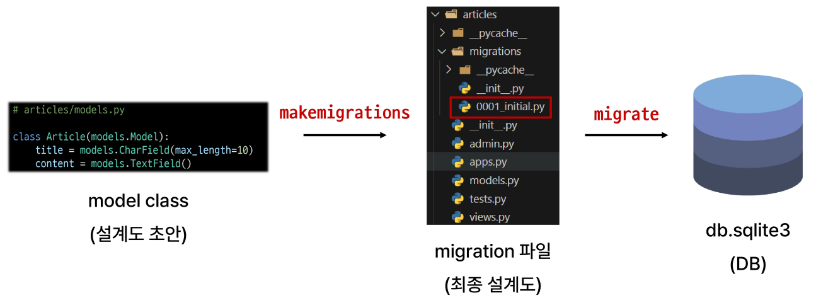 # articles/models.py
class Article(models.Model):
title = models.CharField(max_length=10)
content = models.TextField()
model class
(설계도 초안)
makemigrations
articles
__pycache__
migrations
__pycache__
__init__.py
0001_initial.py
__init__.py
admin.py
apps.py
models.py
tests.py
views.py
migration 파일
(최종 설계도)
migrate
db.sqlite3
(DB)